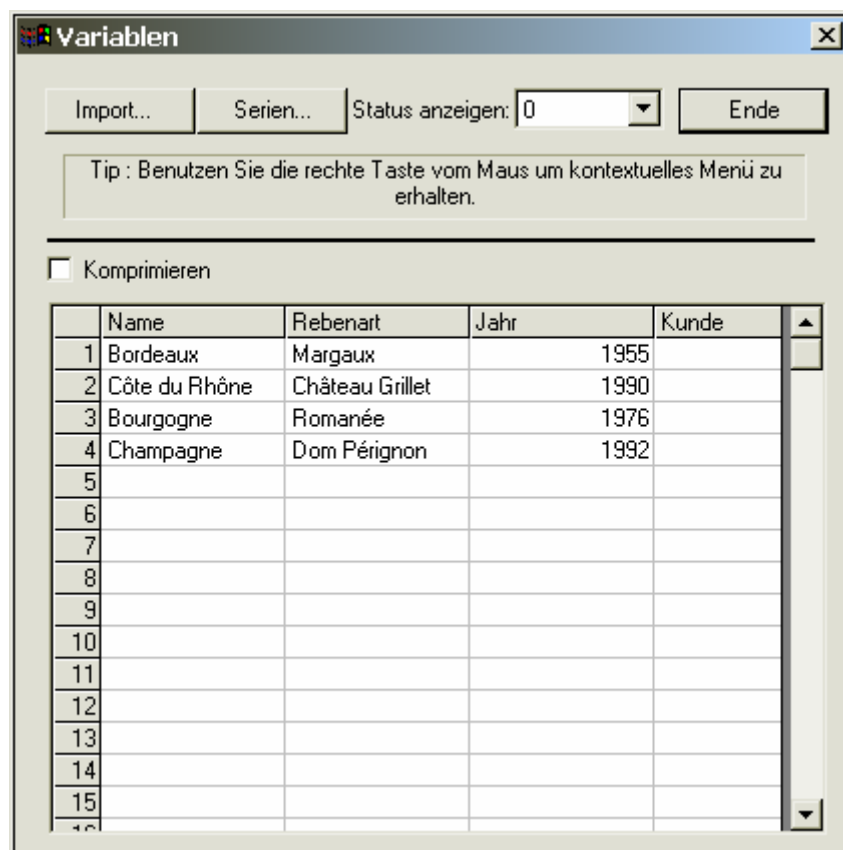 Variablen
Import... Serien... Status anzeigen: 0 Ende
Tip : Benutzen Sie die rechte Taste vom Maus um kontextuelles Menü zu
erhalten.
Komprimieren
Name Rebenart Jahr Kunde
1 Bordeaux Margaux 1955
2 Côte du Rhône Château Grillet 1990
3 Bourgogne Romanée 1976
4 Champagne Dom Pérignon 1992
5
6
7
8
9
10
11
12
13
14
15